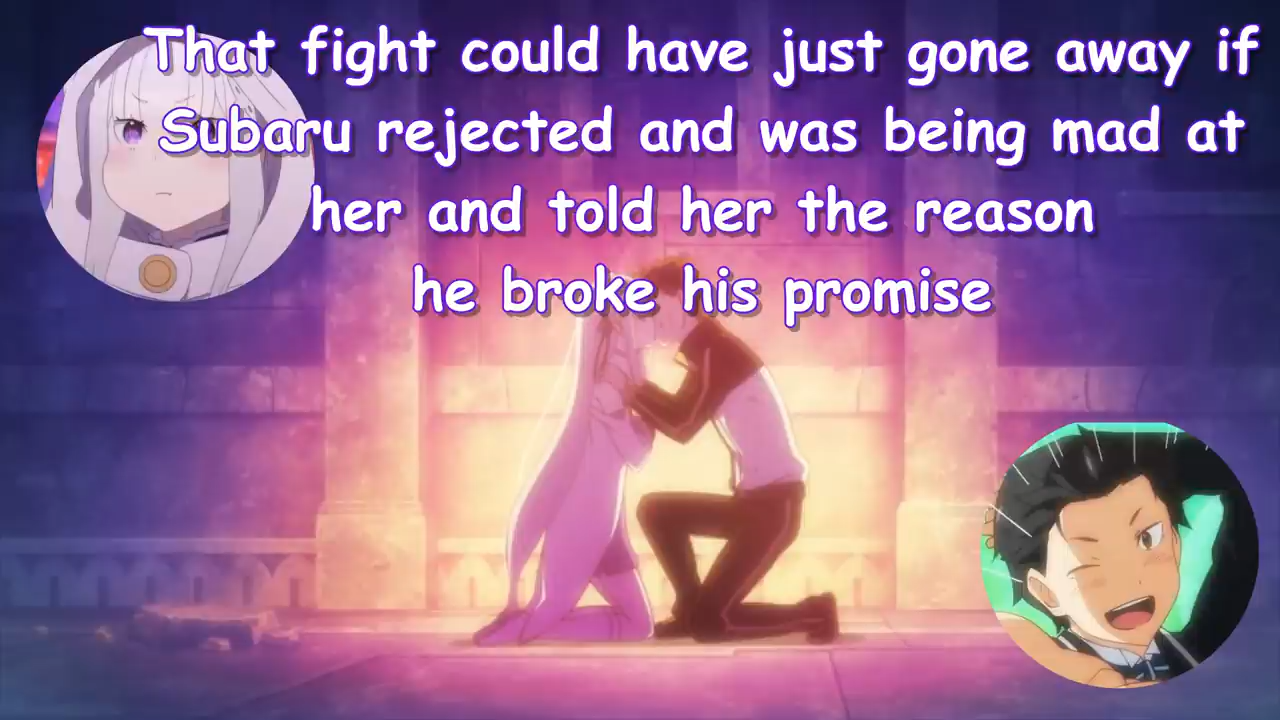 That fight could have just gone away if
Subaru rejected and was being mad at
her and told her the reason
he broke his promise